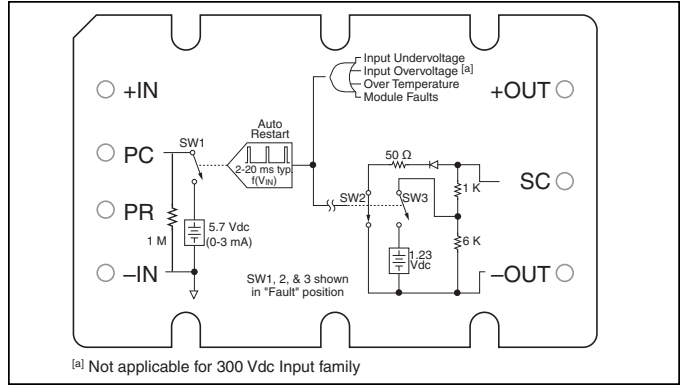 Input Undervoltage
Input Overvoltage [a]
Over Temperature
Module Faults
+IN
+OUT
Auto
Restart
SW1
PC
2-20 ms typ.
f(VIN)
50 Ω
SC
1 K
SW2
SW3
PR
5.7 Vdc
(0-3 mA)
1 M
6 K
1.23
Vdc
–IN
–OUT
SW1, 2, & 3 shown
in "Fault" position
[a] Not applicable for 300 Vdc Input family